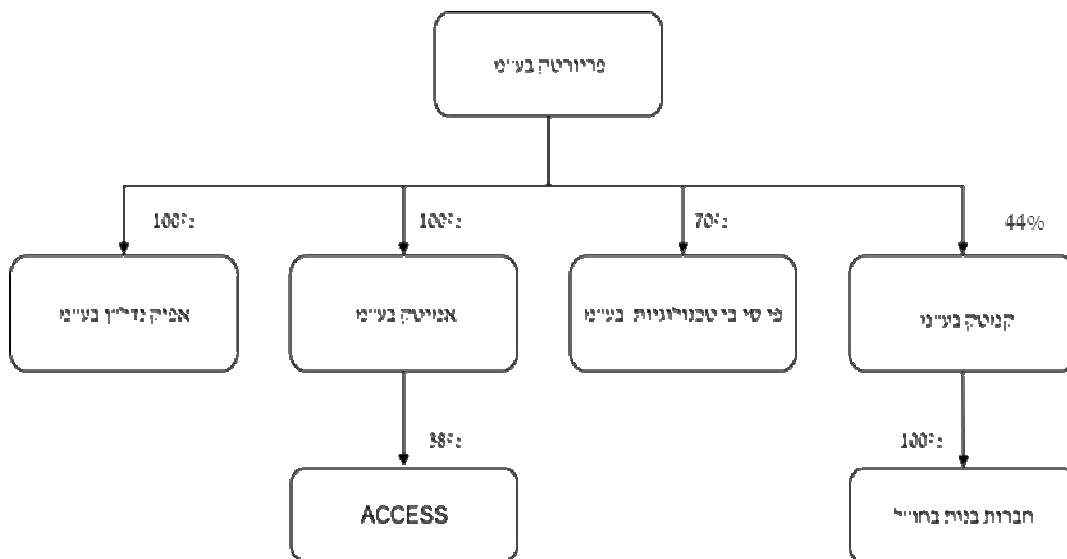 פריורטק בע"מ
100%
100%
70%
44%
אפיק נדל"ן בע"מ
אמיטק בע"מ
פי סי בי טכנולוגיות בע"מ
קמטק בע"מ
38%
100%
ACCESS
חברות בנות בחו"ל